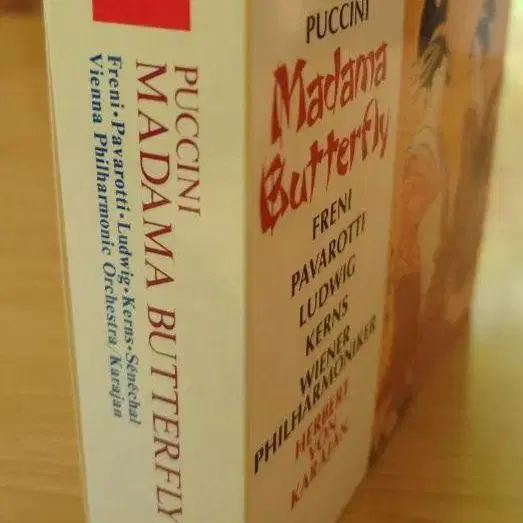 PUCCINI
MADAMA BUTTERFLY
Freni·Pavarotti·Ludwig·Kerns·Sénéchal
Vienna Philharmonic Orchestra/Karajan
PUCCINI
Madama
Butterfly
FRENI
PAVAROTTI
LUDWIG
KERNS
WIENER
PHILHARMONIKER
HERBERT
VON
KARAJAN